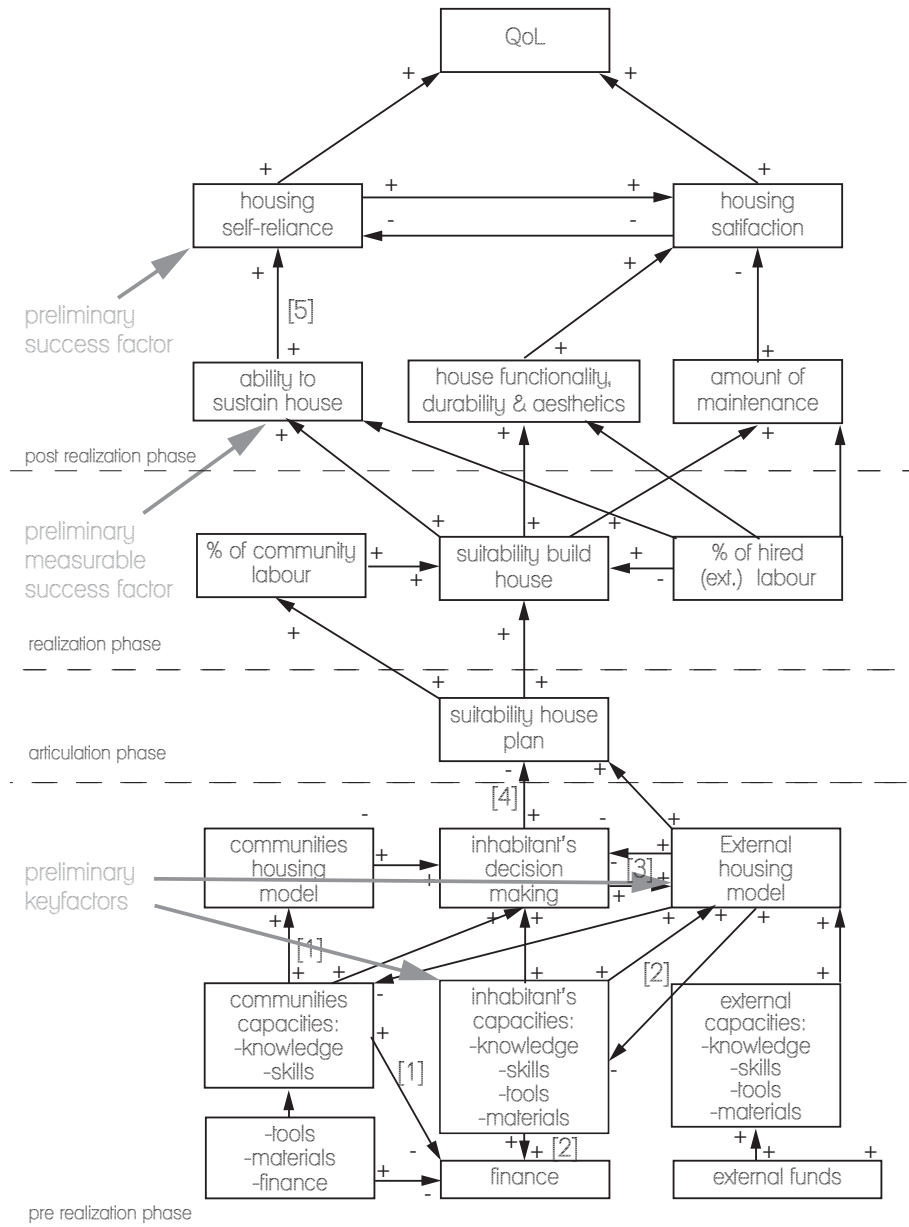 QoL
+ +
+ +
housing
self-reliance
+ +
- -
housing
satifaction
+ + -
preliminary
success factor
[5]
+ + +
ability to
sustain house
house functionality,
durability & aesthetics
amount of
maintenance
+ + +
post realization phase
preliminary
measurable
success factor
+ + +
% of community
labour
+
+
suitability build
house
+
-
% of hired
(ext.) labour
+ +
realization phase
+ +
suitability house
plan
articulation phase
- +
[4]
- + - +
communities
housing
model
+
+
inhabitant's
decision
making
+
-
[3]
+
+
External
housing
model
preliminary
keyfactors
+ + + + + + +
[1]
[2]
+ + + + +
communities
capacities:
-knowledge
-skills
-
+
[1]
inhabitant's
capacities:
-knowledge
-skills
-tools
-materials
-
external
capacities:
-knowledge
-skills
-tools
-materials
-tools
-materials
-finance
+
-
-
+ + [2]
finance
+ + +
external funds
pre realization phase